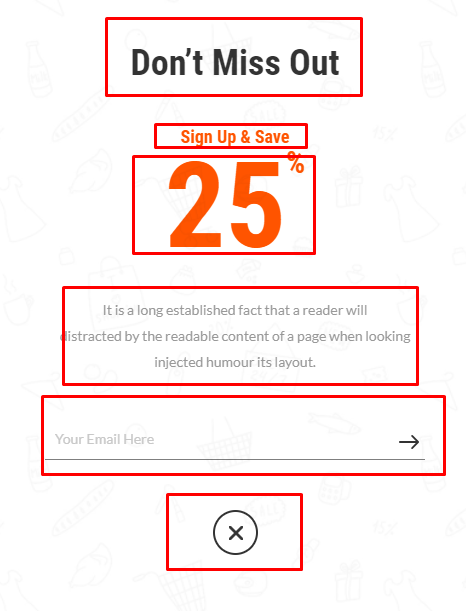 Don't Miss Out
Sign Up & Save
25%
It is a long established fact that a reader will
distracted by the readable content of a page when looking
injected humour its layout.
Your Email Here